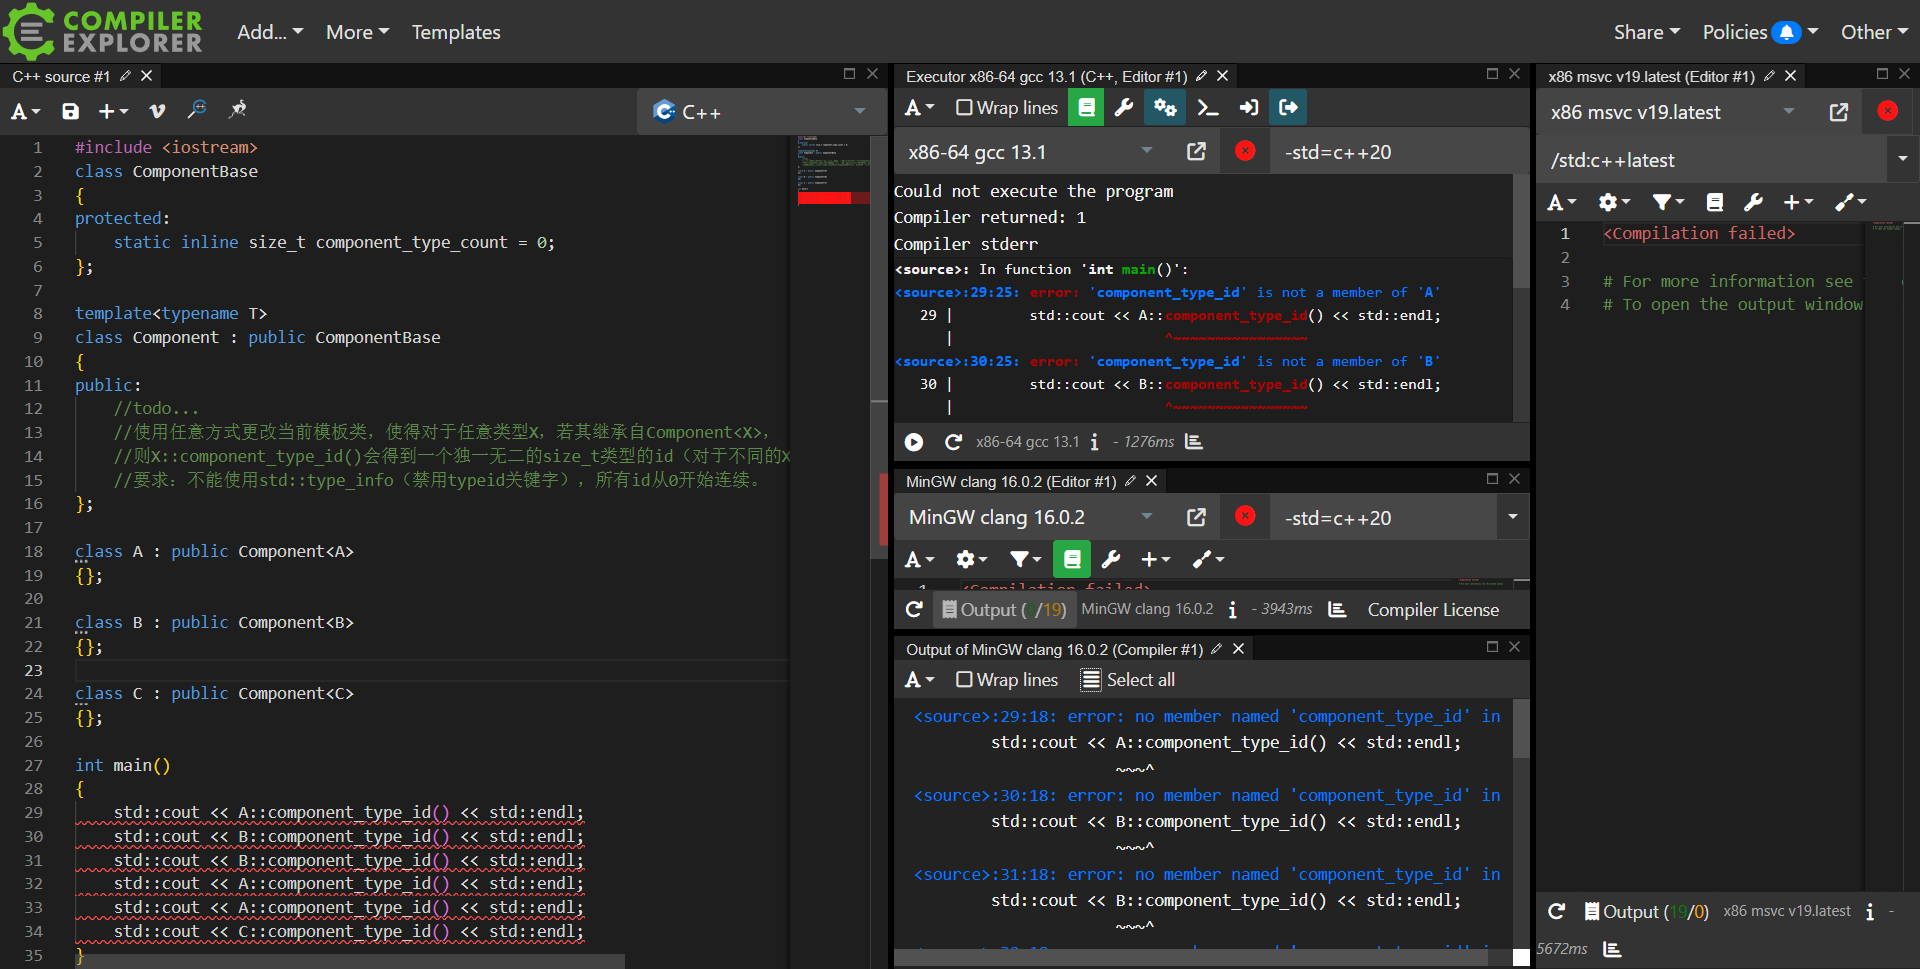 COMPILER EXPLORER
Add...
More
Templates
Share
Policies
Other
C++ source #1
A
C++
1 #include <iostream>
2 class ComponentBase
3 {
4 protected:
5 static inline size_t component_type_count = 0;
6 };
7
8 template<typename T>
9 class Component : public ComponentBase
10 {
11 public:
12 //todo...
13 //使用任意方式更改当前模板类，使得对于任意类型X，若其继承自Component<X>，
14 //则X::component_type_id()会得到一个独一无二的size_t类型的id（对于不同的X
15 //要求：不能使用std::type_info（禁用typeid关键字），所有id从0开始连续。
16 };
17
18 class A : public Component<A>
19 {};
20
21 class B : public Component<B>
22 {};
23
24 class C : public Component<C>
25 {};
26
27 int main()
28 {
29 std::cout << A::component_type_id() << std::endl;
30 std::cout << B::component_type_id() << std::endl;
31 std::cout << B::component_type_id() << std::endl;
32 std::cout << A::component_type_id() << std::endl;
33 std::cout << A::component_type_id() << std::endl;
34 std::cout << C::component_type_id() << std::endl;
35 }
Executor x86-64 gcc 13.1 (C++, Editor #1)
A
Wrap lines
x86-64 gcc 13.1
-std=c++20
Could not execute the program
Compiler returned: 1
Compiler stderr
<source>: In function 'int main()':
<source>:29:25: error: 'component_type_id' is not a member of 'A'
29 | std::cout << A::component_type_id() << std::endl;
| ^~~~~~~~~~~~~~~~~
<source>:30:25: error: 'component_type_id' is not a member of 'B'
30 | std::cout << B::component_type_id() << std::endl;
| ^~~~~~~~~~~~~~~~~
x86-64 gcc 13.1 i - 1276ms
MinGW clang 16.0.2 (Editor #1)
MinGW clang 16.0.2
-std=c++20
A
1 <Compilation failed>
Output ( /19) MinGW clang 16.0.2 i - 3943ms Compiler License
Output of MinGW clang 16.0.2 (Compiler #1)
A
Wrap lines
Select all
<source>:29:18: error: no member named 'component_type_id' in
std::cout << A::component_type_id() << std::endl;
~~~^
<source>:30:18: error: no member named 'component_type_id' in
std::cout << B::component_type_id() << std::endl;
~~~^
<source>:31:18: error: no member named 'component_type_id' in
std::cout << B::component_type_id() << std::endl;
~~~^
x86 msvc v19.latest (Editor #1)
x86 msvc v19.latest
/std:c++latest
A
1 <Compilation failed>
2
3 # For more information see
4 # To open the output window
Output (19/0) x86 msvc v19.latest i -
5672ms